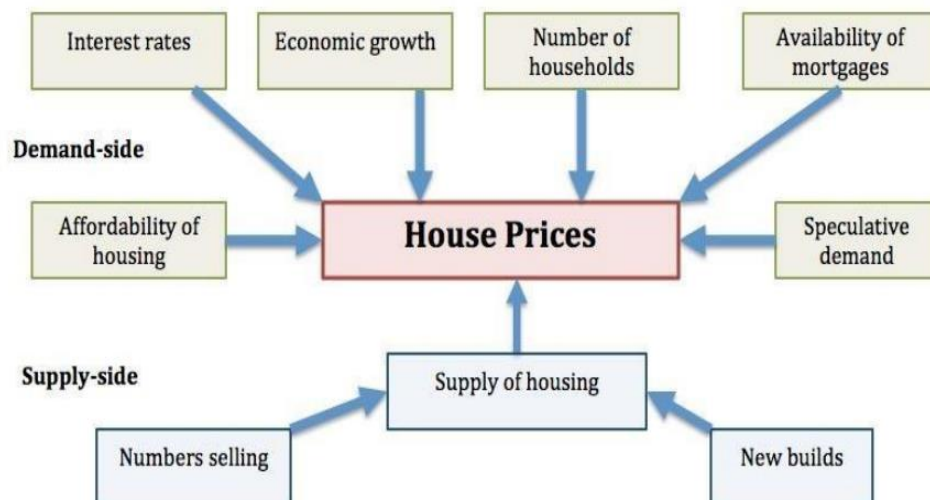 Interest rates
Economic growth
Number of
households
Availability of
mortgages
Demand-side
Affordability of
housing
House Prices
Speculative
demand
Supply-side
Supply of housing
Numbers selling
New builds